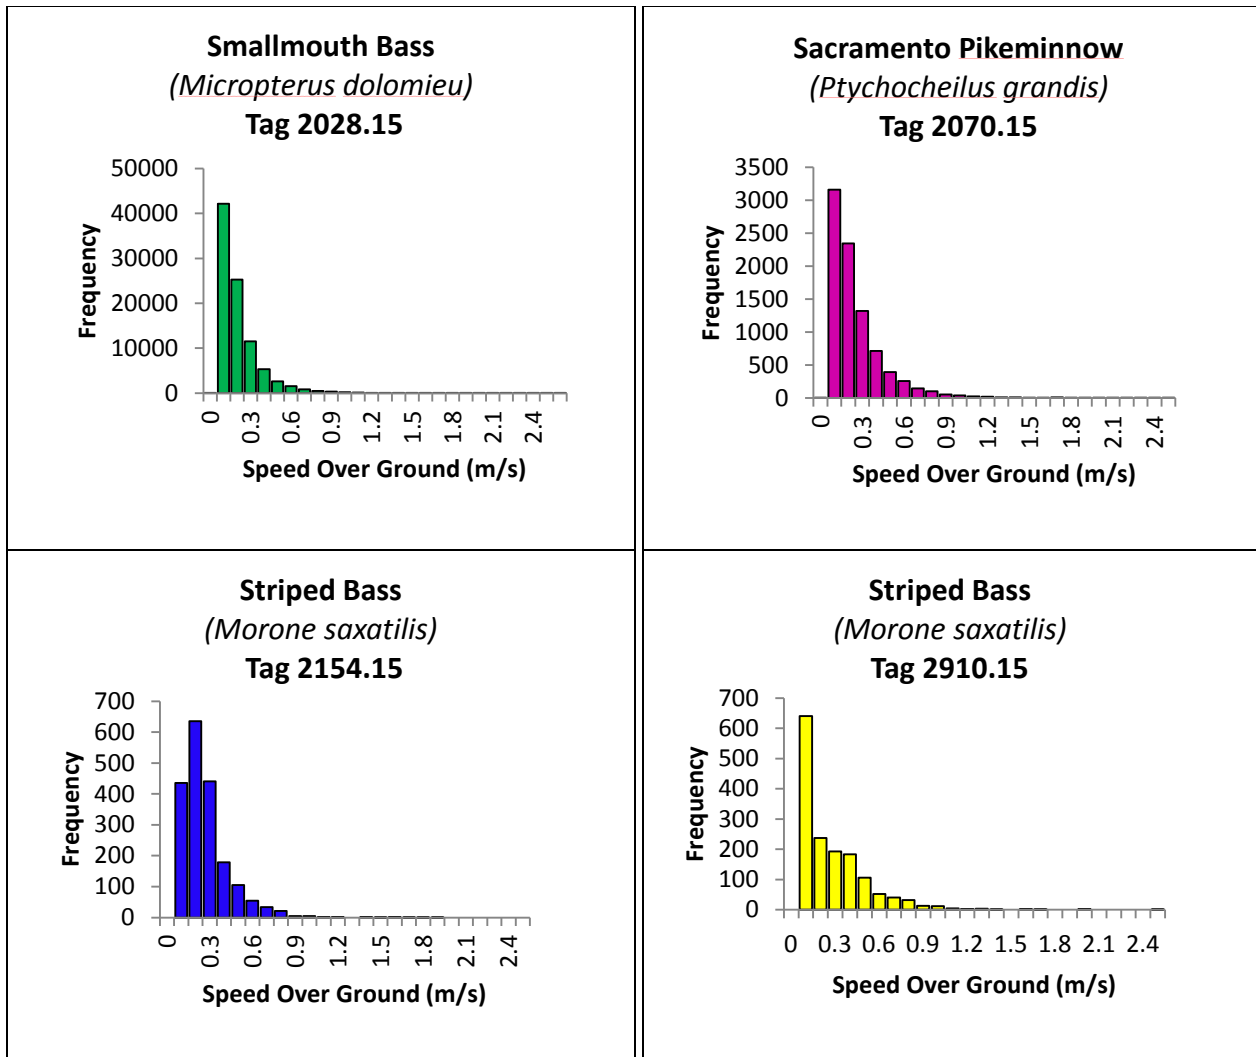 Smallmouth Bass
(Micropterus dolomieu)
Tag 2028.15
50000
40000
30000
20000
10000
0
Frequency
0 0.3 0.6 0.9 1.2 1.5 1.8 2.1 2.4
Speed Over Ground (m/s)
Sacramento Pikeminnow
(Ptychocheilus grandis)
Tag 2070.15
3500
3000
2500
2000
1500
1000
500
0
Frequency
0 0.3 0.6 0.9 1.2 1.5 1.8 2.1 2.4
Speed Over Ground (m/s)
Striped Bass
(Morone saxatilis)
Tag 2154.15
700
600
500
400
300
200
100
0
Frequency
0 0.3 0.6 0.9 1.2 1.5 1.8 2.1 2.4
Speed Over Ground (m/s)
Striped Bass
(Morone saxatilis)
Tag 2910.15
700
600
500
400
300
200
100
0
Frequency
0 0.3 0.6 0.9 1.2 1.5 1.8 2.1 2.4
Speed Over Ground (m/s)